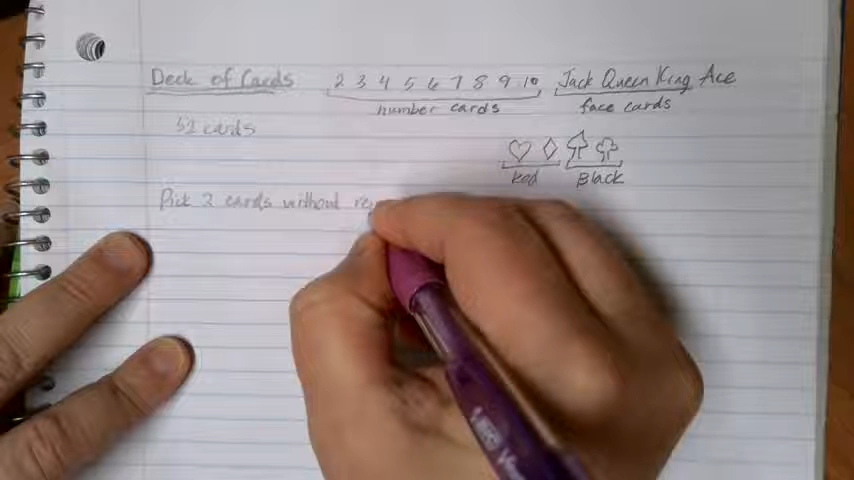 Deck of Cards 2 3 4 5 6 7 8 9 10 Jack Queen King Ace
number cards face cards
52 cards
Red Black
Pick 2 cards without